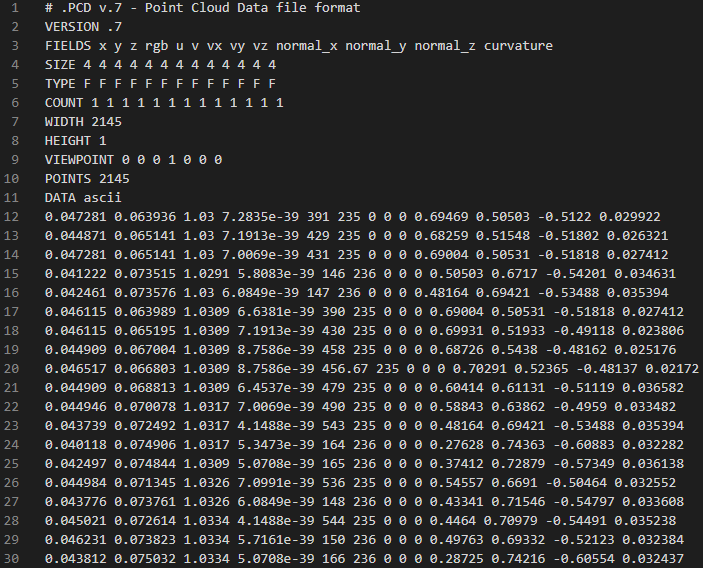 1 # .PCD v.7 - Point Cloud Data file format
2 VERSION .7
3 FIELDS x y z rgb u v vx vy vz normal_x normal_y normal_z curvature
4 SIZE 4 4 4 4 4 4 4 4 4 4 4 4 4
5 TYPE F F F F F F F F F F F F F
6 COUNT 1 1 1 1 1 1 1 1 1 1 1 1 1
7 WIDTH 2145
8 HEIGHT 1
9 VIEWPOINT 0 0 0 1 0 0 0
10 POINTS 2145
11 DATA ascii
12 0.047281 0.063936 1.03 7.2835e-39 391 235 0 0 0 0.69469 0.50503 -0.5122 0.029922
13 0.044871 0.065141 1.03 7.1913e-39 429 235 0 0 0 0.68259 0.51548 -0.51802 0.026321
14 0.047281 0.065141 1.03 7.0069e-39 431 235 0 0 0 0.69004 0.50531 -0.51818 0.027412
15 0.041222 0.073515 1.0291 5.8083e-39 146 236 0 0 0 0.50503 0.6717 -0.54201 0.034631
16 0.042461 0.073576 1.03 6.0849e-39 147 236 0 0 0 0.48164 0.69421 -0.53488 0.035394
17 0.046115 0.063989 1.0309 6.6381e-39 390 235 0 0 0 0.69004 0.50531 -0.51818 0.027412
18 0.046115 0.065195 1.0309 7.1913e-39 430 235 0 0 0 0.69931 0.51933 -0.49118 0.023806
19 0.044909 0.067004 1.0309 8.7586e-39 458 235 0 0 0 0.68726 0.5438 -0.48162 0.025176
20 0.046517 0.066803 1.0309 8.7586e-39 456.67 235 0 0 0 0.70291 0.52365 -0.48137 0.02172
21 0.044909 0.068813 1.0309 6.4537e-39 479 235 0 0 0 0.60414 0.61131 -0.51119 0.036582
22 0.044946 0.070078 1.0317 7.0069e-39 490 235 0 0 0 0.58843 0.63862 -0.4959 0.033482
23 0.043739 0.072492 1.0317 4.1488e-39 543 235 0 0 0 0.48164 0.69421 -0.53488 0.035394
24 0.040118 0.074906 1.0317 5.3473e-39 164 236 0 0 0 0.27628 0.74363 -0.60883 0.032282
25 0.042497 0.074844 1.0309 5.0708e-39 165 236 0 0 0 0.37412 0.72879 -0.57349 0.036138
26 0.044984 0.071345 1.0326 7.0991e-39 536 235 0 0 0 0.54557 0.6691 -0.50464 0.032552
27 0.043776 0.073761 1.0326 6.0849e-39 148 236 0 0 0 0.43341 0.71546 -0.54797 0.033608
28 0.045021 0.072614 1.0334 4.1488e-39 544 235 0 0 0 0.4464 0.70979 -0.54491 0.035238
29 0.046231 0.073823 1.0334 5.7161e-39 150 236 0 0 0 0.49763 0.69332 -0.52123 0.032384
30 0.043812 0.075032 1.0334 5.0708e-39 166 236 0 0 0 0.28725 0.74216 -0.60554 0.032437